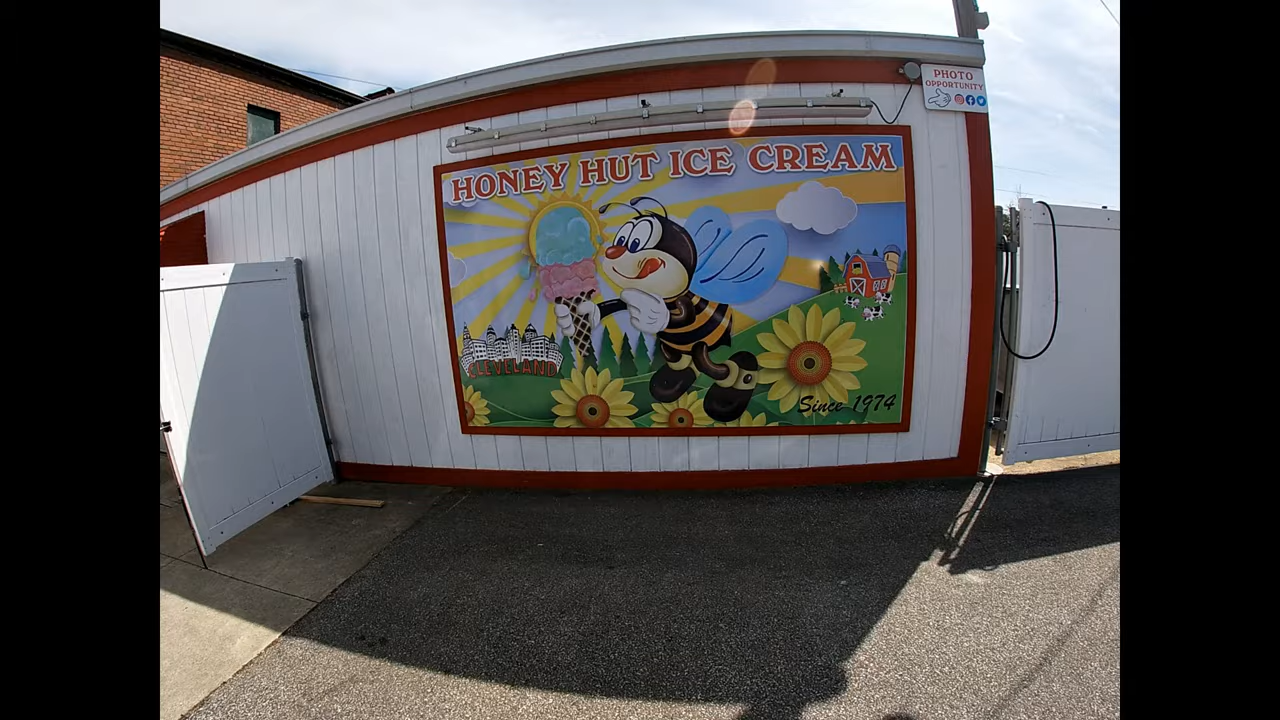 PHOTO
OPPORTUNITY
HONEY HUT ICE CREAM
CLEVELAND
Since 1974